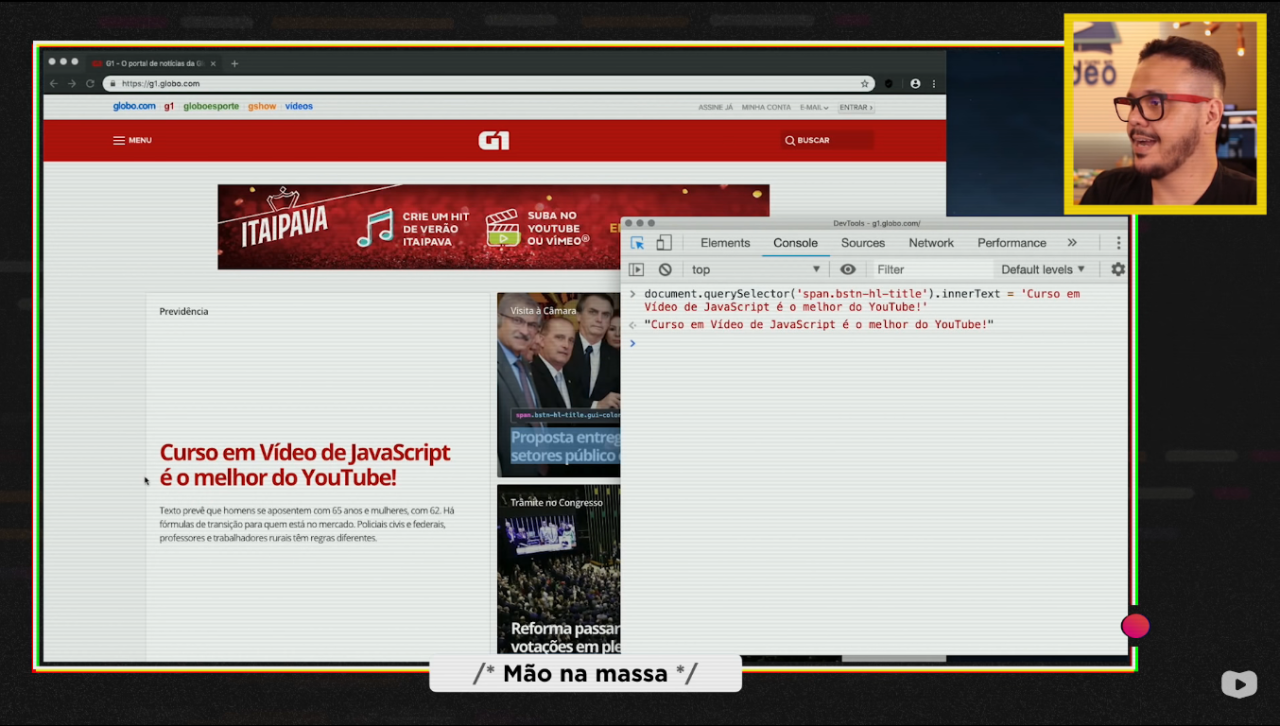 G1 - O portal de notícias da Gl
https://g1.globo.com
globo.com g1 globoesporte gshow vídeos
ASSINE JÁ MINHA CONTA E-MAIL ENTRAR ›
MENU
G1
BUSCAR
ITAIPAVA
CRIE UM HIT
DE VERÃO
ITAIPAVA
SUBA NO
YOUTUBE
OU VÍMEO®
DevTools - g1.globo.com/
Elements Console Sources Network Performance »
top Filter Default levels
> document.querySelector('span.bstn-hl-title').innerText = 'Curso em
Vídeo de JavaScript é o melhor do YouTube!'
"Curso em Vídeo de JavaScript é o melhor do YouTube!"
>
Previdência
Curso em Vídeo de JavaScript
é o melhor do YouTube!
Texto prevê que homens se aposentem com 65 anos e mulheres, com 62. Há
fórmulas de transição para quem está no mercado. Policiais civis e federais,
professores e trabalhadores rurais têm regras diferentes.
Visita à Câmara
span.bstn-hl-title.gui-color
Proposta entreg
setores público
Trâmite no Congresso
Reforma passar
votações em ple
deo
/* Mão na massa */